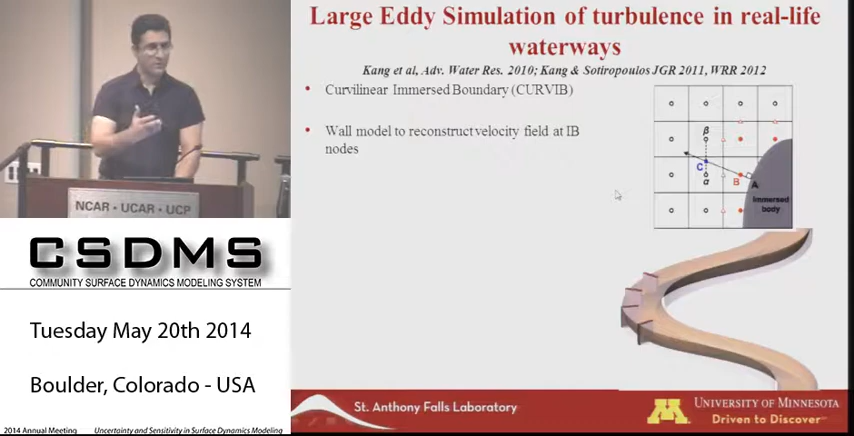 Large Eddy Simulation of turbulence in real-life
waterways
Kang et al, Adv. Water Res. 2010; Kang & Sotiropoulos JGR 2011, WRR 2012
• Curvilinear Immersed Boundary (CURVIB)
• Wall model to reconstruct velocity field at IB
nodes
β
C
α
B
A
Immersed
body
NCAR • UCAR • UCP
CSDMS
COMMUNITY SURFACE DYNAMICS MODELING SYSTEM
Tuesday May 20th 2014
Boulder, Colorado - USA
2014 Annual Meeting Uncertainty and Sensitivity in Surface Dynamics Modeling
St. Anthony Falls Laboratory
M UNIVERSITY OF MINNESOTA
Driven to Discover